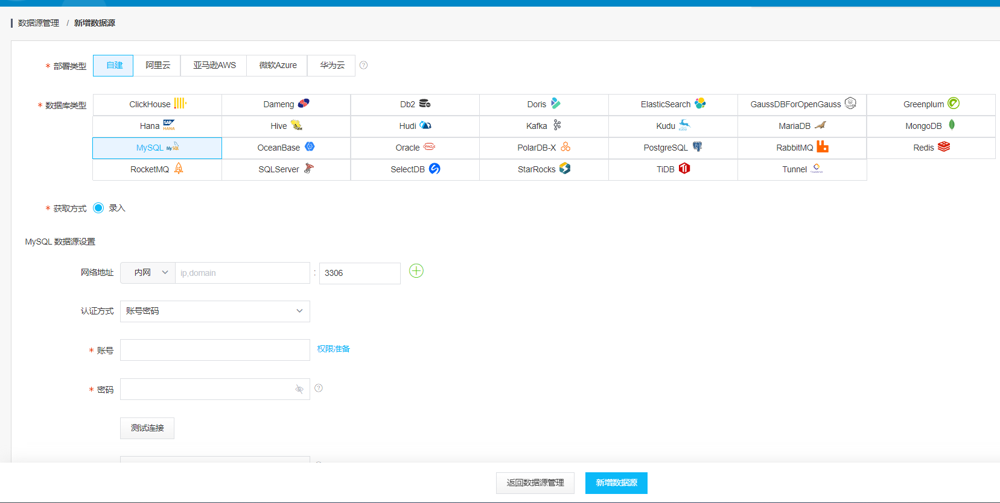 数据源管理 / 新增数据源
* 部署类型 自建 阿里云 亚马逊AWS 微软Azure 华为云 ?
* 数据库类型 ClickHouse Dameng Db2 Doris ElasticSearch GaussDBForOpenGauss Greenplum
Hana SAP HANA Hive Hudi Kafka Kudu MariaDB MongoDB
MySQL MySQL OceanBase Oracle ORACLE PolarDB-X PostgreSQL RabbitMQ Redis
RocketMQ SQLServer SelectDB StarRocks TiDB Tunnel
* 获取方式 录入
MySQL 数据源设置
网络地址 内网 ip,domain : 3306
认证方式 账号密码
* 账号 权限准备
* 密码 ?
测试连接
返回数据源管理 新增数据源